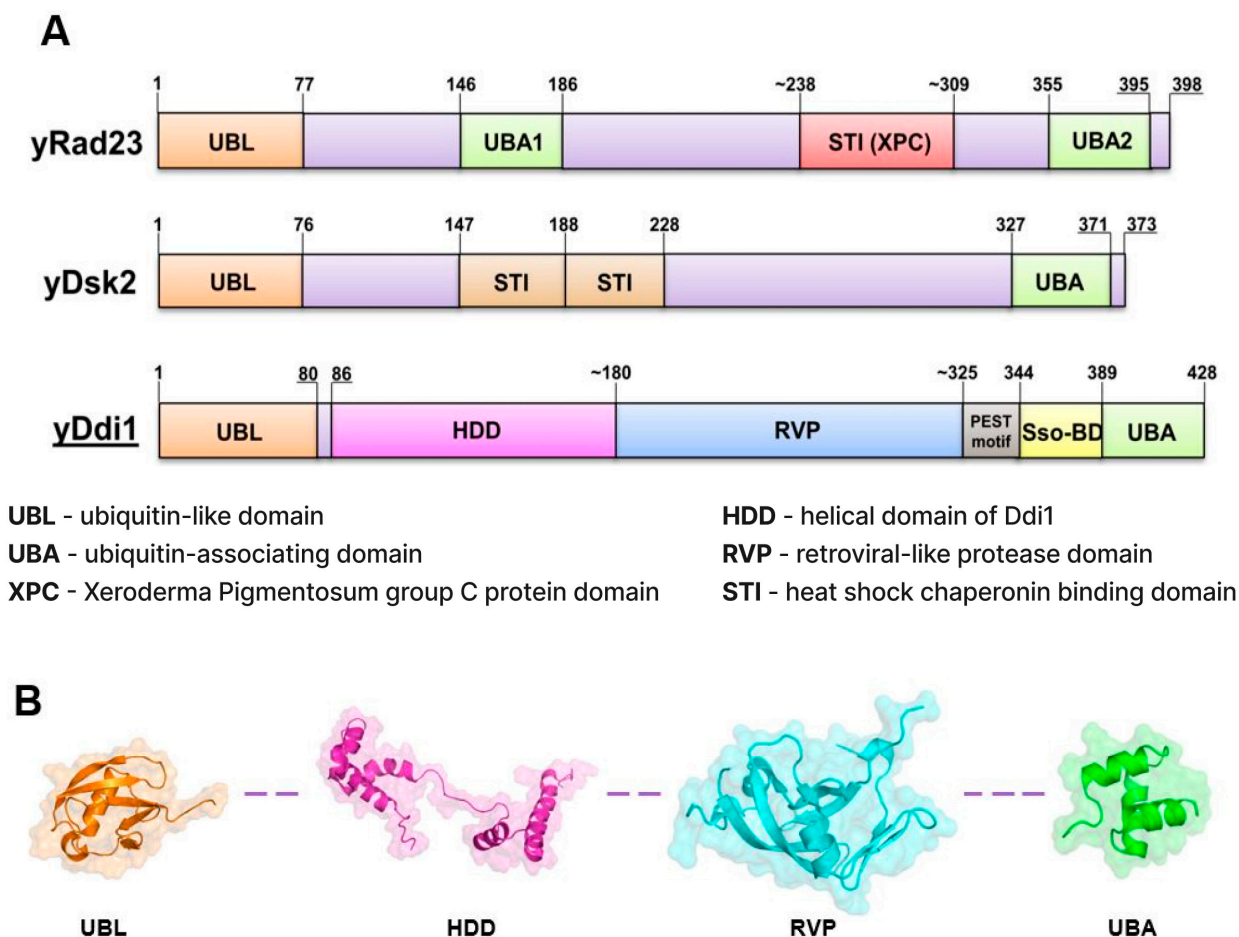 A
1 77 146 186 ~238 ~309 355 395 398
yRad23 UBL UBA1 STI (XPC) UBA2
1 76 147 188 228 327 371 373
yDsk2 UBL STI STI UBA
1 80 86 ~180 ~325 344 389 428
yDdi1 UBL HDD RVP PEST motif Sso-BD UBA
UBL - ubiquitin-like domain
HDD - helical domain of Ddi1
UBA - ubiquitin-associating domain
RVP - retroviral-like protease domain
XPC - Xeroderma Pigmentosum group C protein domain
STI - heat shock chaperonin binding domain
B
UBL HDD RVP UBA